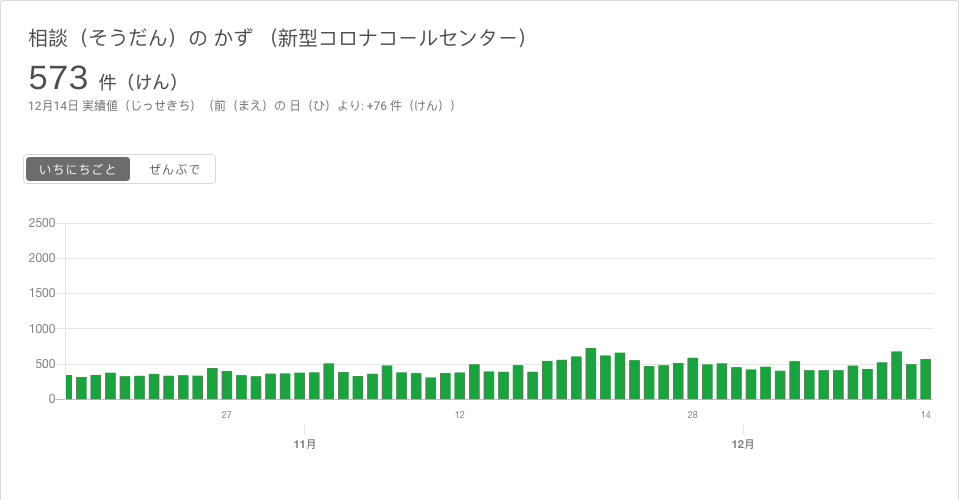 相談（そうだん）の かず （新型コロナコールセンター）
573 件（けん）
12月14日 実績値（じっせきち）（前（まえ）の 日（ひ）より: +76 件（けん））
いちにちごと ぜんぶで
2500
2000
1500
1000
500
0
27 12 28 14
11月 12月